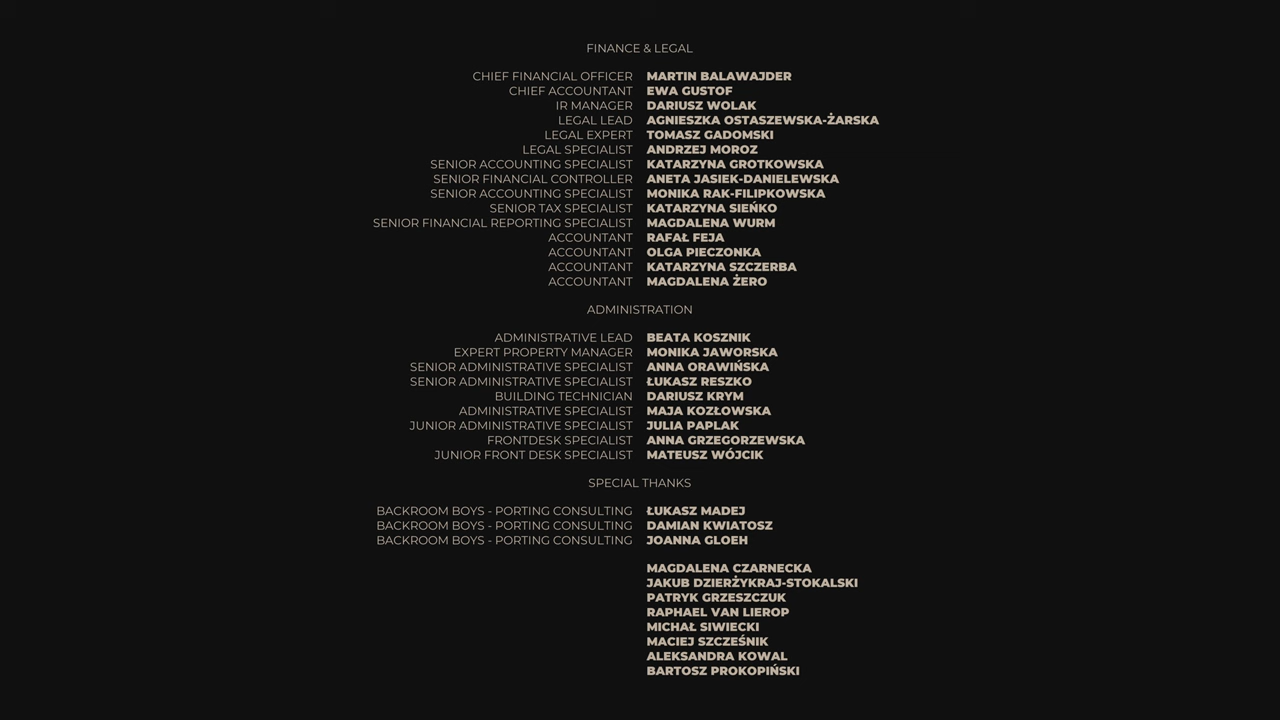 FINANCE & LEGAL
CHIEF FINANCIAL OFFICER MARTIN BALAWAJDER
CHIEF ACCOUNTANT EWA GUSTOF
IR MANAGER DARIUSZ WOLAK
LEGAL LEAD AGNIESZKA OSTASZEWSKA-ŻARSKA
LEGAL EXPERT TOMASZ GADOMSKI
LEGAL SPECIALIST ANDRZEJ MOROZ
SENIOR ACCOUNTING SPECIALIST KATARZYNA GROTKOWSKA
SENIOR FINANCIAL CONTROLLER ANETA JASIEK-DANIELEWSKA
SENIOR ACCOUNTING SPECIALIST MONIKA RAK-FILIPKOWSKA
SENIOR TAX SPECIALIST KATARZYNA SIEŃKO
SENIOR FINANCIAL REPORTING SPECIALIST MAGDALENA WURM
ACCOUNTANT RAFAŁ FEJA
ACCOUNTANT OLGA PIECZONKA
ACCOUNTANT KATARZYNA SZCZERBA
ACCOUNTANT MAGDALENA ŻERO
ADMINISTRATION
ADMINISTRATIVE LEAD BEATA KOSZNIK
EXPERT PROPERTY MANAGER MONIKA JAWORSKA
SENIOR ADMINISTRATIVE SPECIALIST ANNA ORAWIŃSKA
SENIOR ADMINISTRATIVE SPECIALIST ŁUKASZ RESZKO
BUILDING TECHNICIAN DARIUSZ KRYM
ADMINISTRATIVE SPECIALIST MAJA KOZŁOWSKA
JUNIOR ADMINISTRATIVE SPECIALIST JULIA PAPLAK
FRONTDESK SPECIALIST ANNA GRZEGORZEWSKA
JUNIOR FRONT DESK SPECIALIST MATEUSZ WÓJCIK
SPECIAL THANKS
BACKROOM BOYS - PORTING CONSULTING ŁUKASZ MADEJ
BACKROOM BOYS - PORTING CONSULTING DAMIAN KWIATOSZ
BACKROOM BOYS - PORTING CONSULTING JOANNA GLOEH
MAGDALENA CZARNECKA
JAKUB DZIERŻYKRAJ-STOKALSKI
PATRYK GRZESZCZUK
RAPHAEL VAN LIEROP
MICHAŁ SIWIECKI
MACIEJ SZCZEŚNIK
ALEKSANDRA KOWAL
BARTOSZ PROKOPIŃSKI